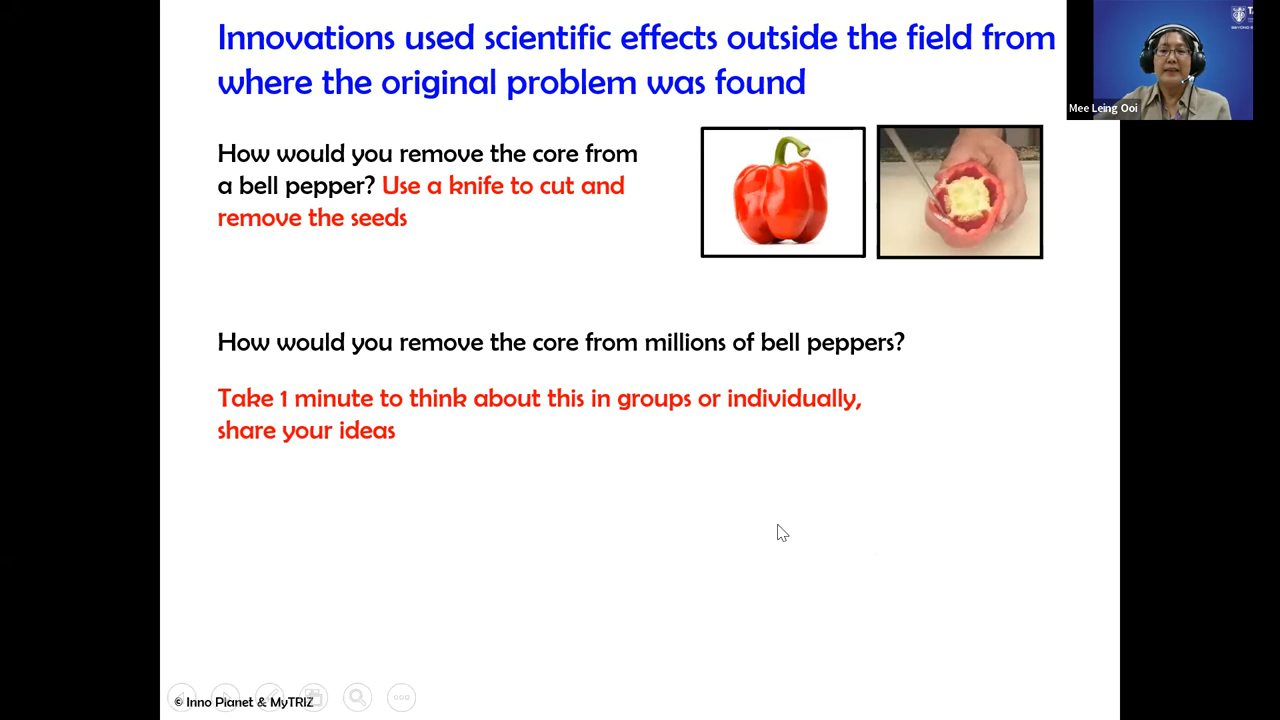 Innovations used scientific effects outside the field from
where the original problem was found
Mee Leing Ooi
How would you remove the core from
a bell pepper? Use a knife to cut and
remove the seeds
How would you remove the core from millions of bell peppers?
Take 1 minute to think about this in groups or individually,
share your ideas
© Inno Planet & MyTRIZ